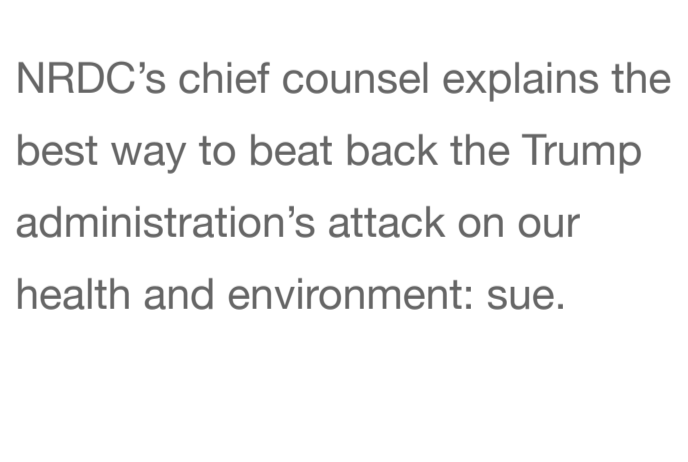 NRDC’s chief counsel explains the
best way to beat back the Trump
administration’s attack on our
health and environment: sue.